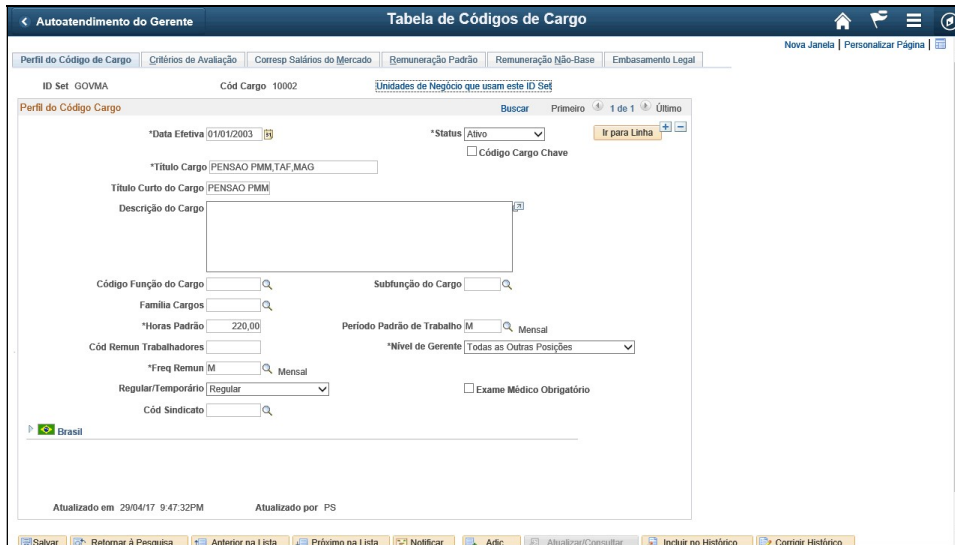 Autoatendimento do Gerente Tabela de Códigos de Cargo
Nova Janela | Personalizar Página |
Perfil do Código de Cargo Critérios de Avaliação Corresp Salários do Mercado Remuneração Padrão Remuneração Não-Base Embasamento Legal
ID Set GOVMA Cód Cargo 10002 Unidades de Negócio que usam este ID Set
Perfil do Código Cargo Buscar Primeiro 1 de 1 Último
*Data Efetiva 01/01/2003 *Status Ativo Ir para Linha
Código Cargo Chave
*Título Cargo PENSAO PMM,TAF,MAG
Título Curto do Cargo PENSAO PMM
Descrição do Cargo
Código Função do Cargo Subfunção do Cargo
Família Cargos
*Horas Padrão 220,00 Período Padrão de Trabalho M Mensal
Cód Remun Trabalhadores *Nível de Gerente Todas as Outras Posições
*Freq Remun M Mensal
Regular/Temporário Regular Exame Médico Obrigatório
Cód Sindicato
Brasil
Atualizado em 29/04/17 9:47:32PM Atualizado por PS
Salvar Retornar à Pesquisa Anterior na Lista Próximo na Lista Notificar Adic Atualizar/Consultar Incluir no Histórico Corrigir Histórico